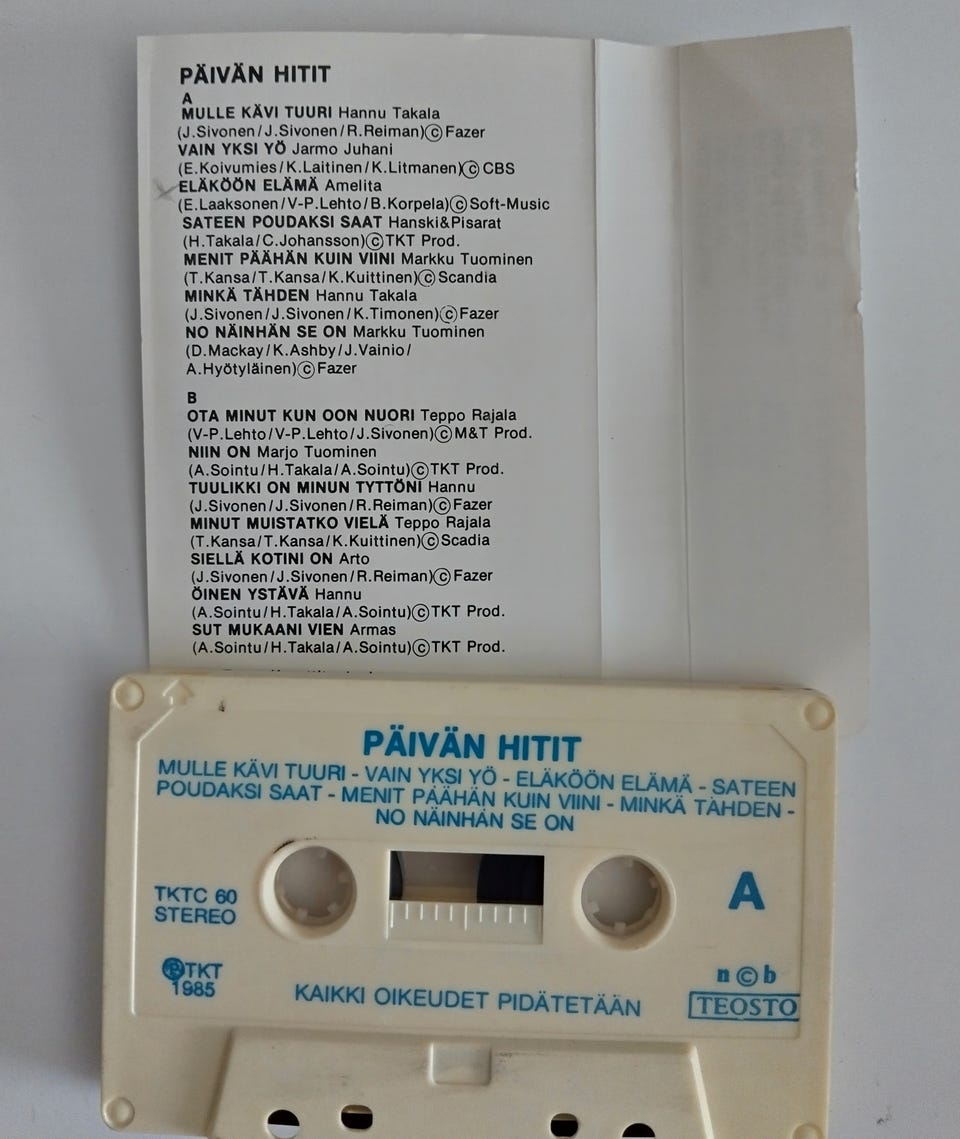 PÄIVÄN HITIT
A
MULLE KÄVI TUURI Hannu Takala
(J.Sivonen/J.Sivonen/R.Reiman)©Fazer
VAIN YKSI YÖ Jarmo Juhani
(E.Koivumies/K.Laitinen/K.Litmanen)©CBS
ELÄKÖÖN ELÄMÄ Amelita
(E.Laaksonen/V-P.Lehto/B.Korpela)©Soft-Music
SATEEN POUDAKSI SAAT Hanski&Pisarat
(H.Takala/C.Johansson)©TKT Prod.
MENIT PÄÄHÄN KUIN VIINI Markku Tuominen
(T.Kansa/T.Kansa/K.Kuittinen)©Scandia
MINKÄ TÄHDEN Hannu Takala
(J.Sivonen/J.Sivonen/K.Timonen)©Fazer
NO NÄINHÄN SE ON Markku Tuominen
(D.Mackay/K.Ashby/J.Vainio/
A.Hyötyläinen)©Fazer
B
OTA MINUT KUN OON NUORI Teppo Rajala
(V-P.Lehto/V-P.Lehto/J.Sivonen)©M&T Prod.
NIIN ON Marjo Tuominen
(A.Sointu/H.Takala/A.Sointu)©TKT Prod.
TUULIKKI ON MINUN TYTTÖNI Hannu
(J.Sivonen/J.Sivonen/R.Reiman)©Fazer
MINUT MUISTATKO VIELÄ Teppo Rajala
(T.Kansa/T.Kansa/K.Kuittinen)©Scadia
SIELLÄ KOTINI ON Arto
(J.Sivonen/J.Sivonen/R.Reiman)©Fazer
ÖINEN YSTÄVÄ Hannu
(A.Sointu/H.Takala/A.Sointu)©TKT Prod.
SUT MUKAANI VIEN Armas
(A.Sointu/H.Takala/A.Sointu)©TKT Prod.
PÄIVÄN HITIT
MULLE KÄVI TUURI - VAIN YKSI YÖ - ELÄKÖÖN ELÄMÄ - SATEEN
POUDAKSI SAAT - MENIT PÄÄHÄN KUIN VIINI - MINKÄ TÄHDEN -
NO NÄINHÄN SE ON
TKTC 60
STEREO
A
℗TKT
1985
KAIKKI OIKEUDET PIDÄTETÄÄN
n©b
TEOSTO